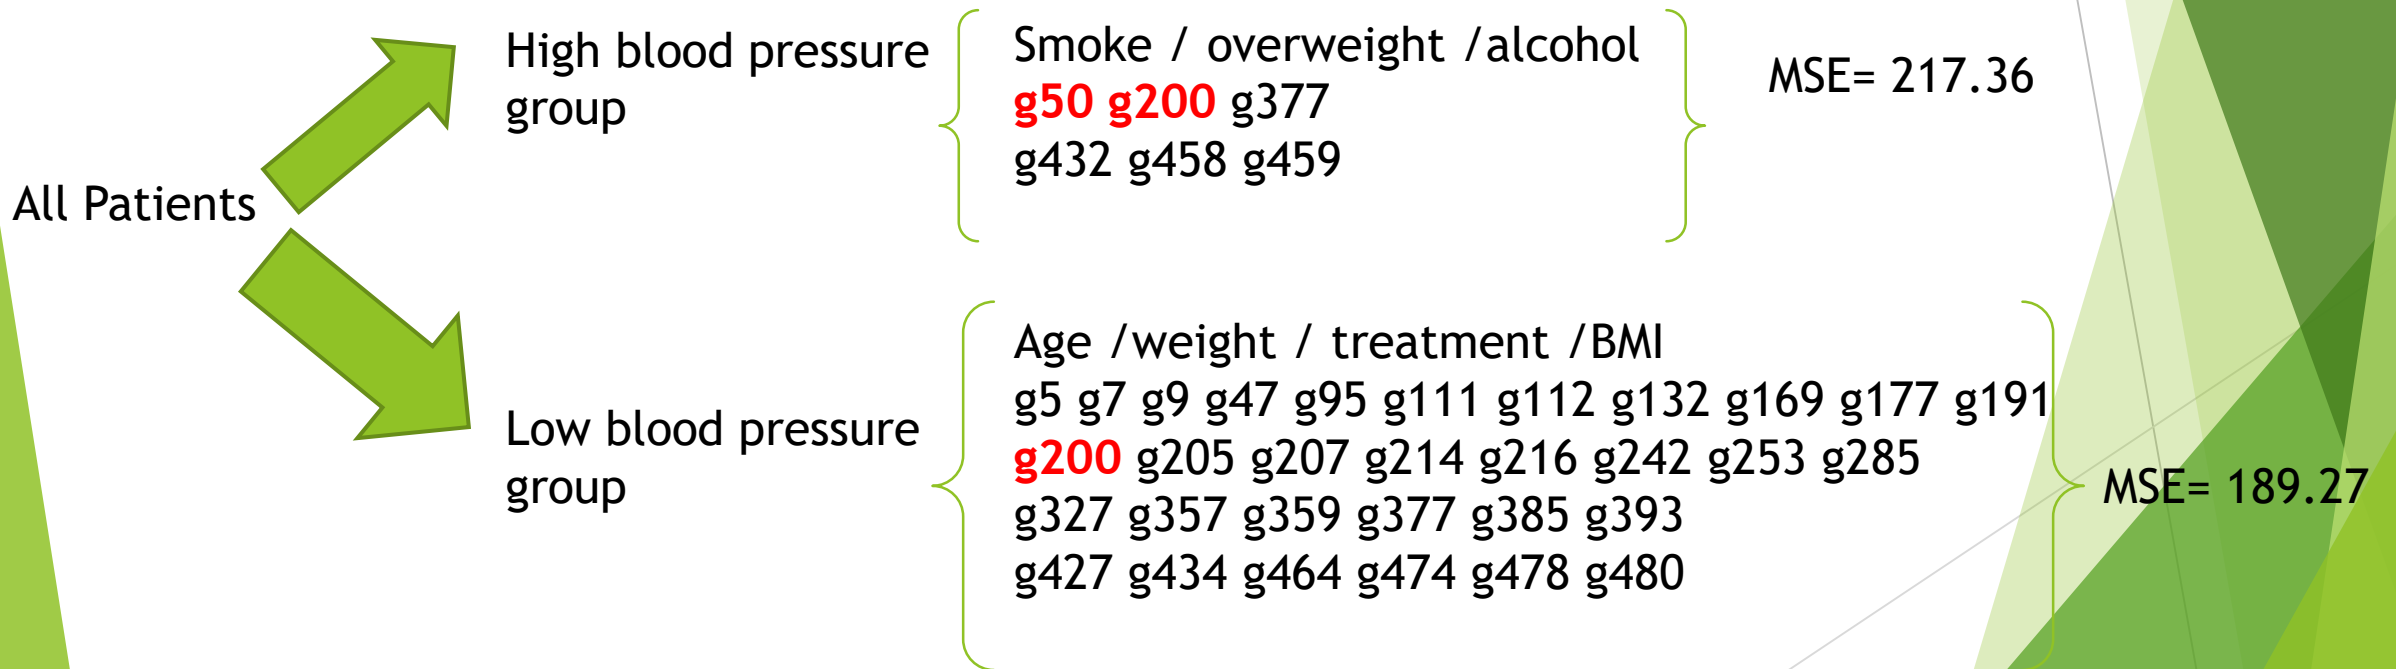 All Patients
High blood pressure
group
Smoke / overweight /alcohol
g50 g200 g377
g432 g458 g459
MSE= 217.36
Low blood pressure
group
Age /weight / treatment /BMI
g5 g7 g9 g47 g95 g111 g112 g132 g169 g177 g191
g200 g205 g207 g214 g216 g242 g253 g285
g327 g357 g359 g377 g385 g393
g427 g434 g464 g474 g478 g480
MSE= 189.27